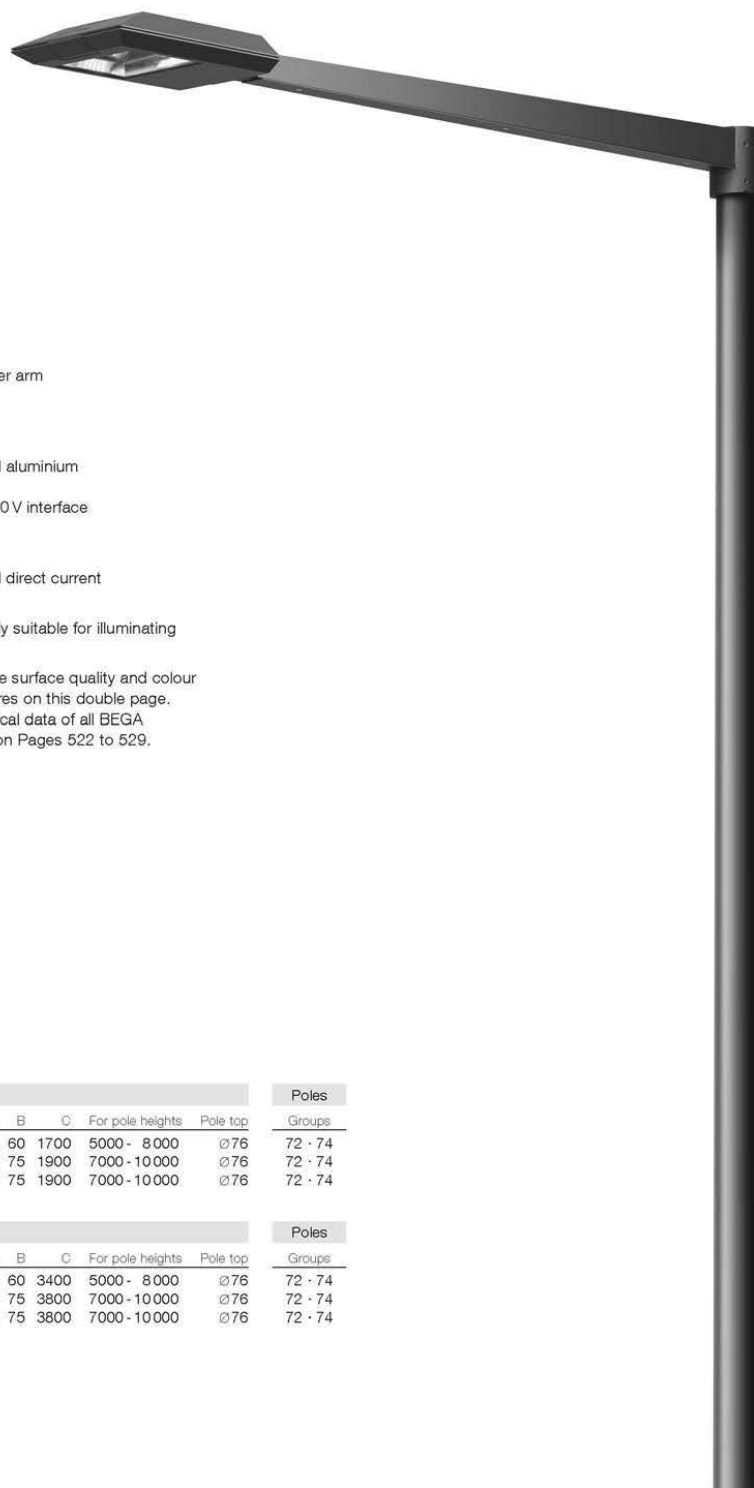 er arm
aluminium
0 V interface
direct current
y suitable for illuminating
e surface quality and colour
res on this double page.
cal data of all BEGA
on Pages 522 to 529.
Poles
B C For pole heights Pole top Groups
60 1700 5000 - 8000 ⌀76 72 · 74
75 1900 7000 - 10000 ⌀76 72 · 74
75 1900 7000 - 10000 ⌀76 72 · 74
Poles
B C For pole heights Pole top Groups
60 3400 5000 - 8000 ⌀76 72 · 74
75 3800 7000 - 10000 ⌀76 72 · 74
75 3800 7000 - 10000 ⌀76 72 · 74